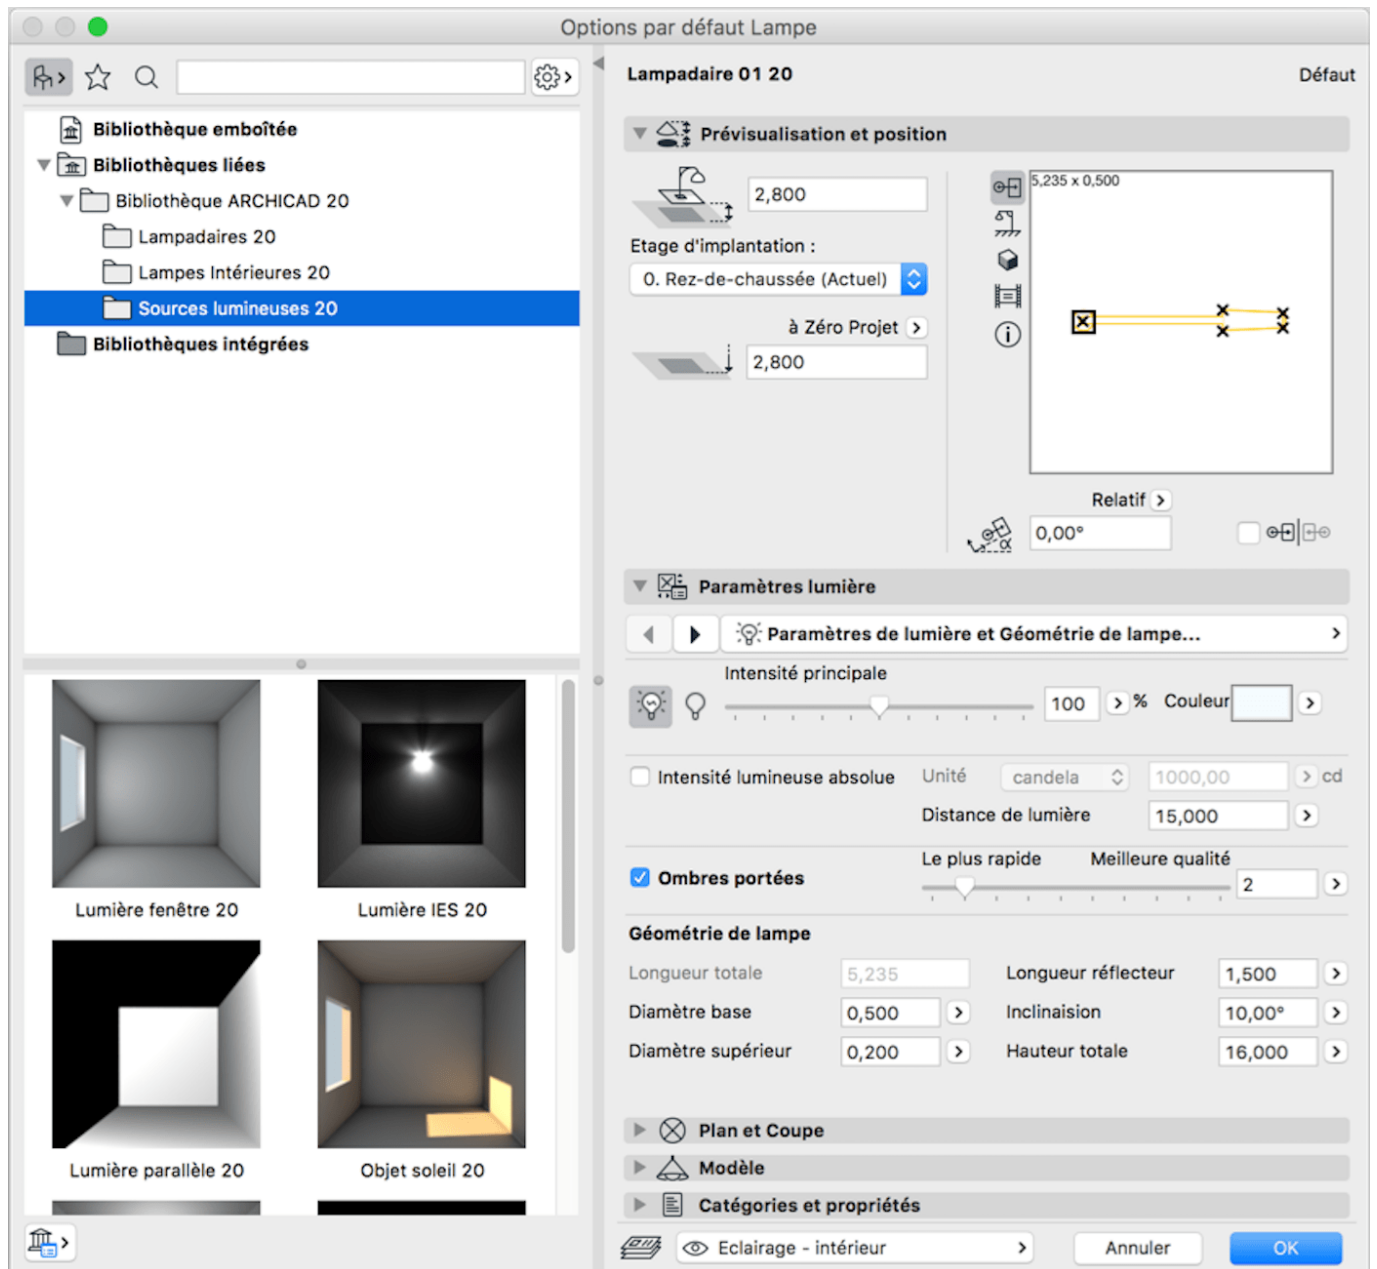 Options par défaut Lampe
Lampadaire 01 20
Défaut
Bibliothèque emboîtée
Bibliothèques liées
Bibliothèque ARCHICAD 20
Lampadaires 20
Lampes Intérieures 20
Sources lumineuses 20
Bibliothèques intégrées
Lumière fenêtre 20
Lumière IES 20
Lumière parallèle 20
Objet soleil 20
Prévisualisation et position
2,800
Etage d'implantation :
0. Rez-de-chaussée (Actuel)
à Zéro Projet
2,800
5,235 x 0,500
Relatif
α
0,00°
Paramètres lumière
Paramètres de lumière et Géométrie de lampe...
Intensité principale
100 %
Couleur
Intensité lumineuse absolue
Unité
candela
1000,00
cd
Distance de lumière
15,000
Ombres portées
Le plus rapide
Meilleure qualité
2
Géométrie de lampe
Longueur totale
5,235
Longueur réflecteur
1,500
Diamètre base
0,500
Inclinaision
10,00°
Diamètre supérieur
0,200
Hauteur totale
16,000
Plan et Coupe
Modèle
Catégories et propriétés
Eclairage - intérieur
Annuler
OK